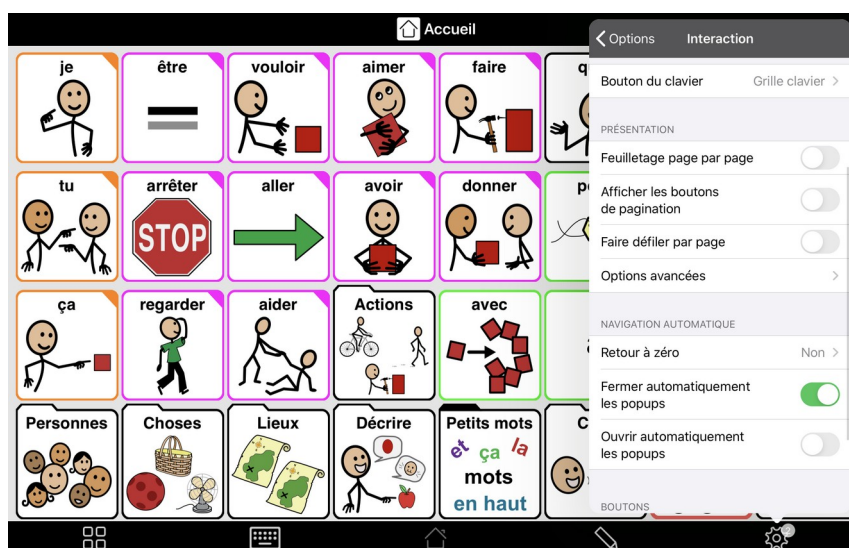 Accueil
Options
Interaction
je
être
vouloir
aimer
faire
Bouton du clavier
Grille clavier
PRÉSENTATION
Feuilletage page par page
tu
arrêter
STOP
aller
avoir
donner
Afficher les boutons
de pagination
Faire défiler par page
Options avancées
ça
regarder
aider
Actions
avec
NAVIGATION AUTOMATIQUE
Retour à zéro
Non
Fermer automatiquement
les popups
Personnes
Choses
Lieux
Décrire
Petits mots
et ça la
mots
en haut
Ouvrir automatiquement
les popups
BOUTONS
2